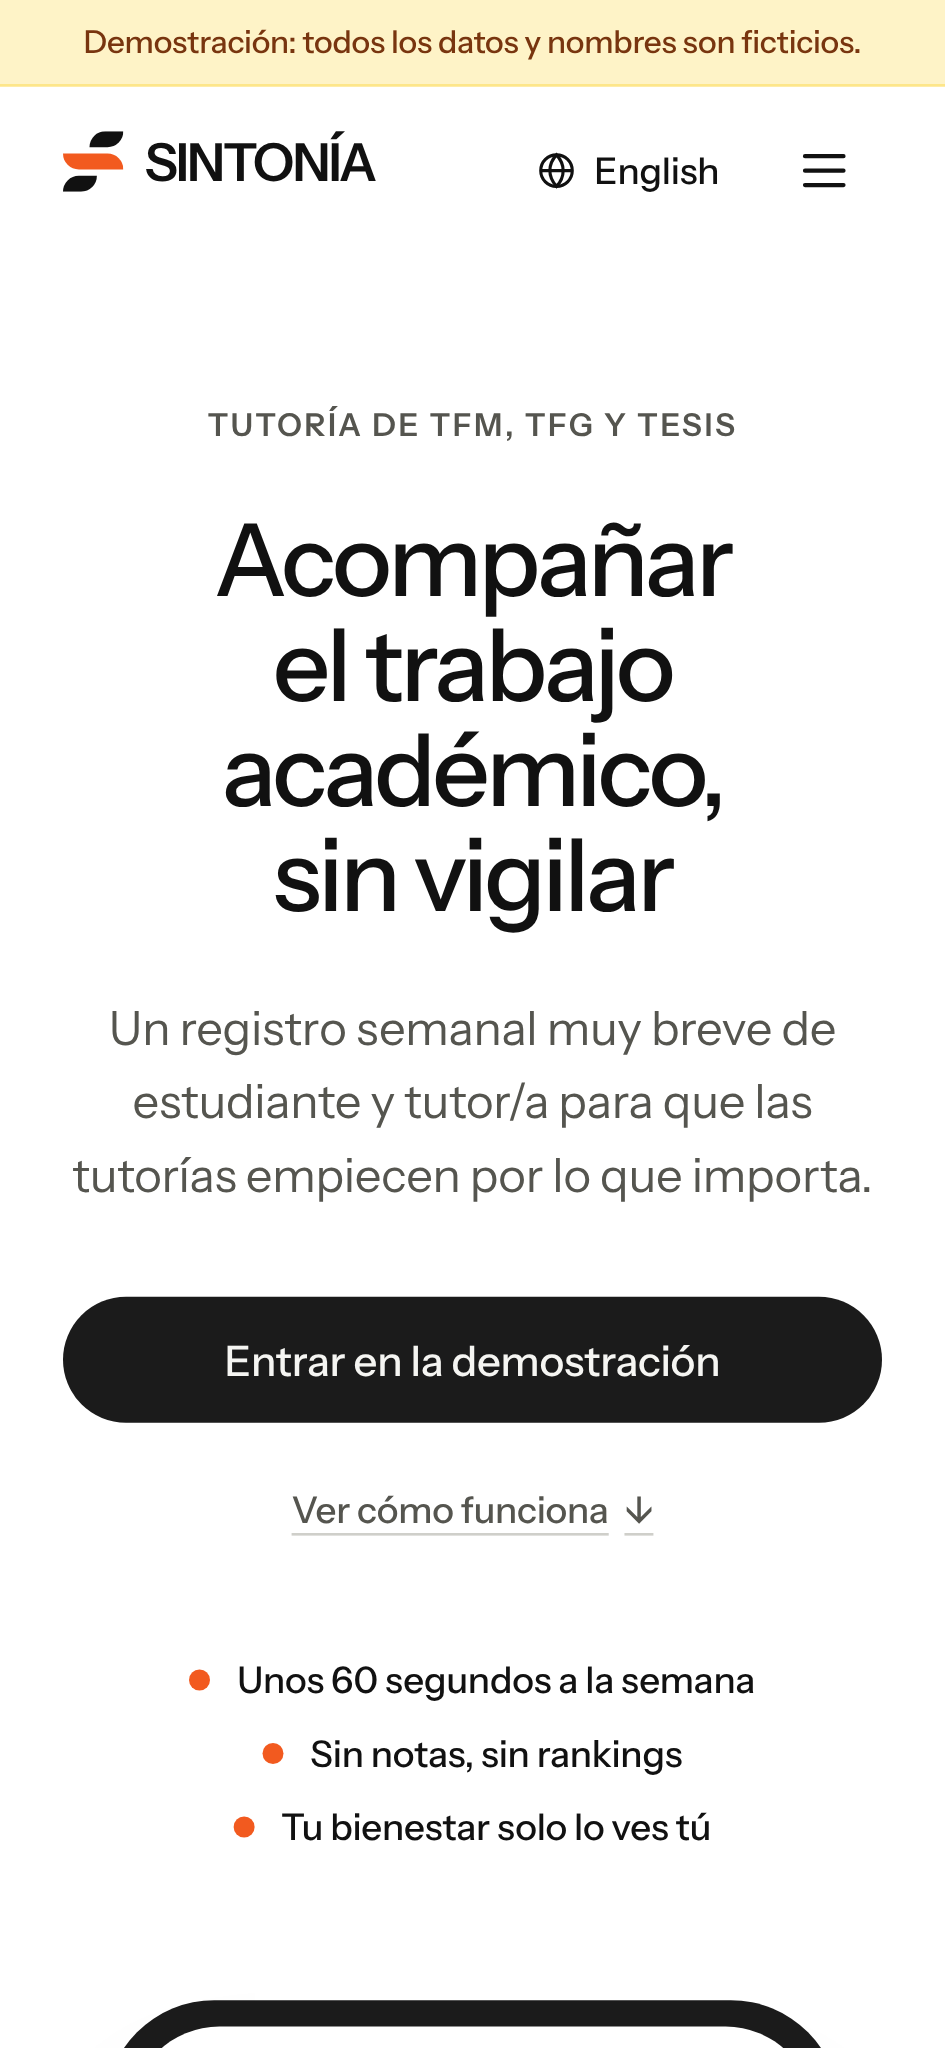 Demostración: todos los datos y nombres son ficticios.
SINTONÍA
English
TUTORÍA DE TFM, TFG Y TESIS
Acompañar
el trabajo
académico,
sin vigilar
Un registro semanal muy breve de
estudiante y tutor/a para que las
tutorías empiecen por lo que importa.
Entrar en la demostración
Ver cómo funciona ↓
Unos 60 segundos a la semana
Sin notas, sin rankings
Tu bienestar solo lo ves tú